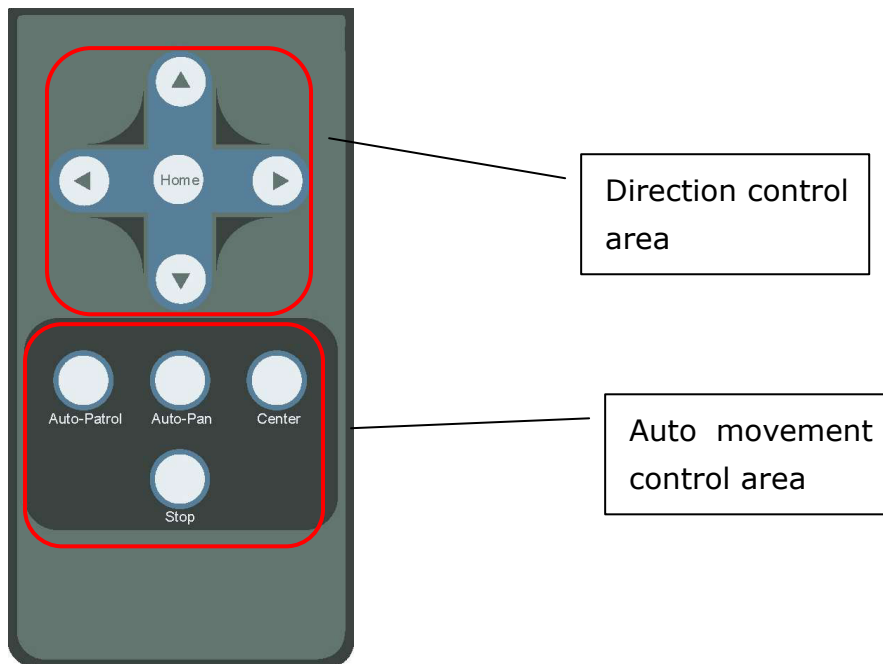 Home
Direction control
area
Auto-Patrol Auto-Pan Center
Stop
Auto movement
control area